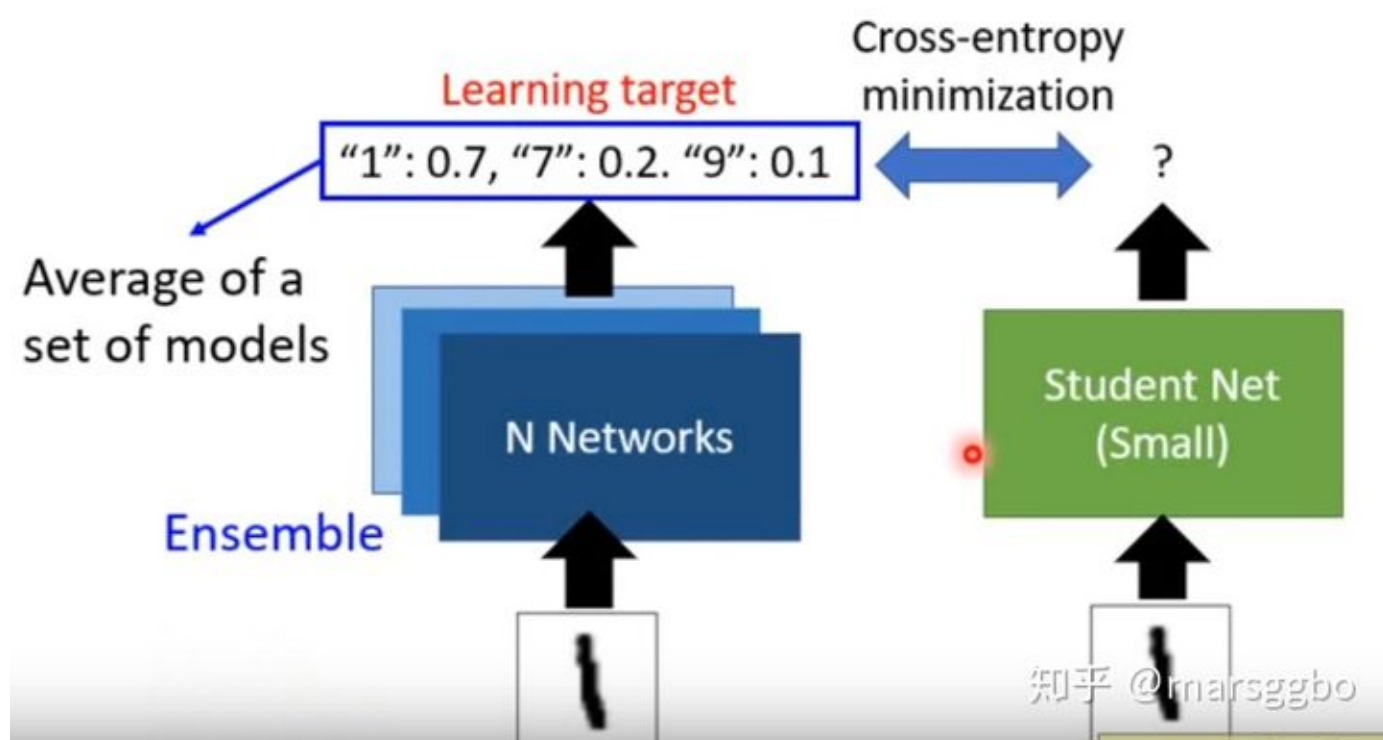 Cross-entropy
minimization
Learning target
“1”: 0.7, “7”: 0.2. “9”: 0.1
?
Average of a
set of models
N Networks
Student Net
(Small)
Ensemble
知乎 @marsggbo